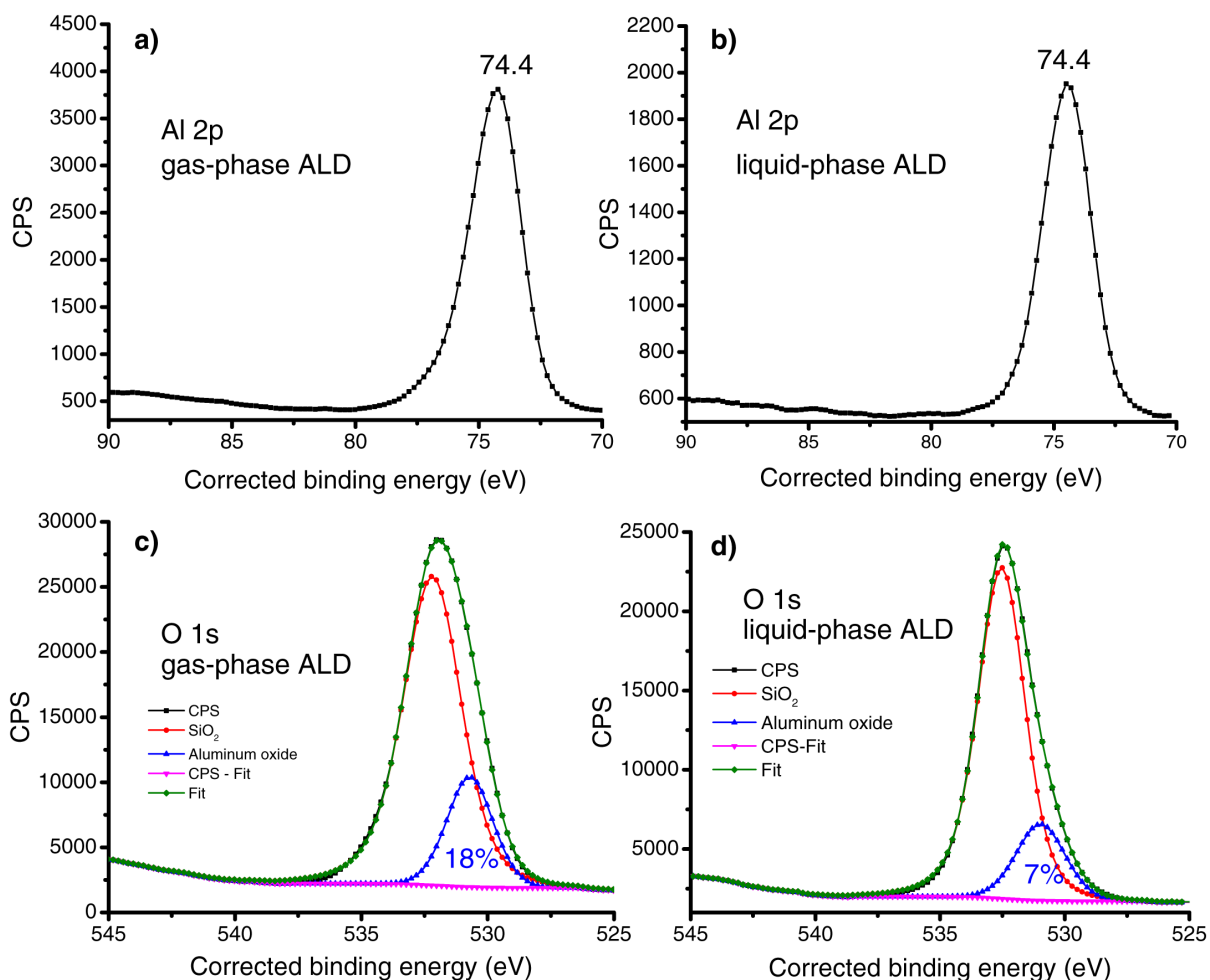 a)
74.4
Al 2p
gas-phase ALD
CPS
4500
4000
3500
3000
2500
2000
1500
1000
500
90 85 80 75 70
Corrected binding energy (eV)
b)
74.4
Al 2p
liquid-phase ALD
CPS
2200
2000
1800
1600
1400
1200
1000
800
600
90 85 80 75 70
Corrected binding energy (eV)
c)
O 1s
gas-phase ALD
CPS
SiO₂
Aluminum oxide
CPS - Fit
Fit
18%
CPS
30000
25000
20000
15000
10000
5000
0
545 540 535 530 525
Corrected binding energy (eV)
d)
O 1s
liquid-phase ALD
CPS
SiO₂
Aluminum oxide
CPS-Fit
Fit
7%
CPS
25000
20000
15000
10000
5000
545 540 535 530 525
Corrected binding energy (eV)